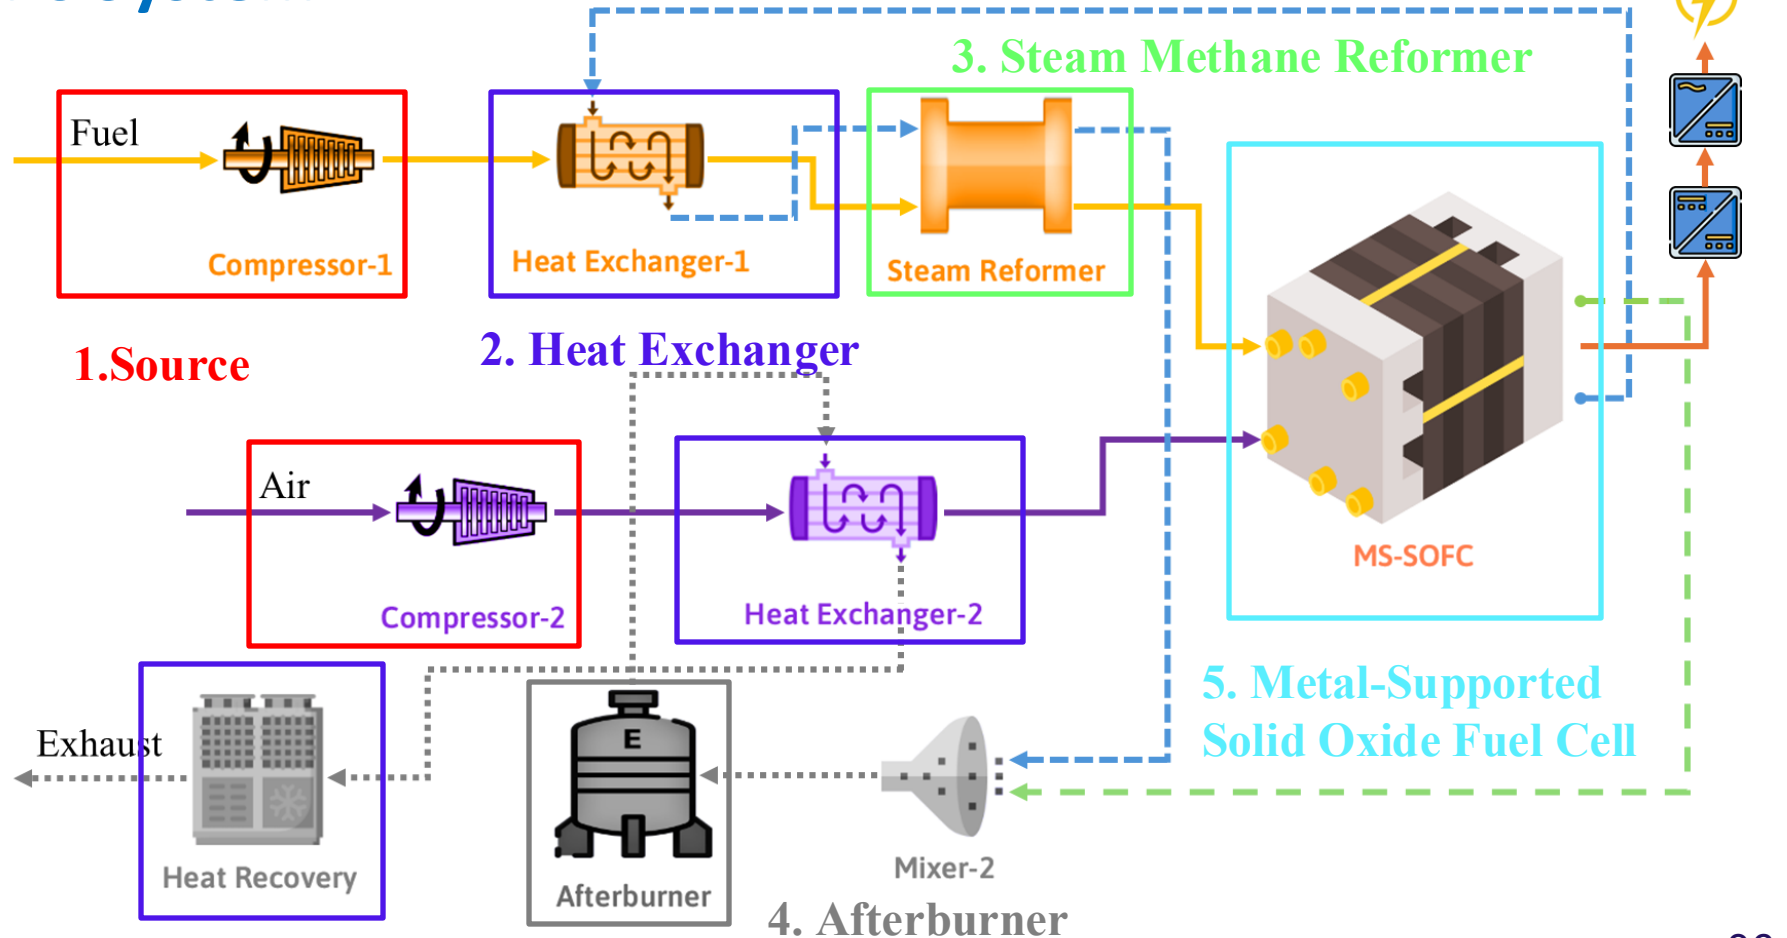 3. Steam Methane Reformer
Fuel
Compressor-1
Heat Exchanger-1
Steam Reformer
1.Source
2. Heat Exchanger
Air
Compressor-2
Heat Exchanger-2
MS-SOFC
5. Metal-Supported
Solid Oxide Fuel Cell
Exhaust
E
Heat Recovery
Afterburner
Mixer-2
4. Afterburner